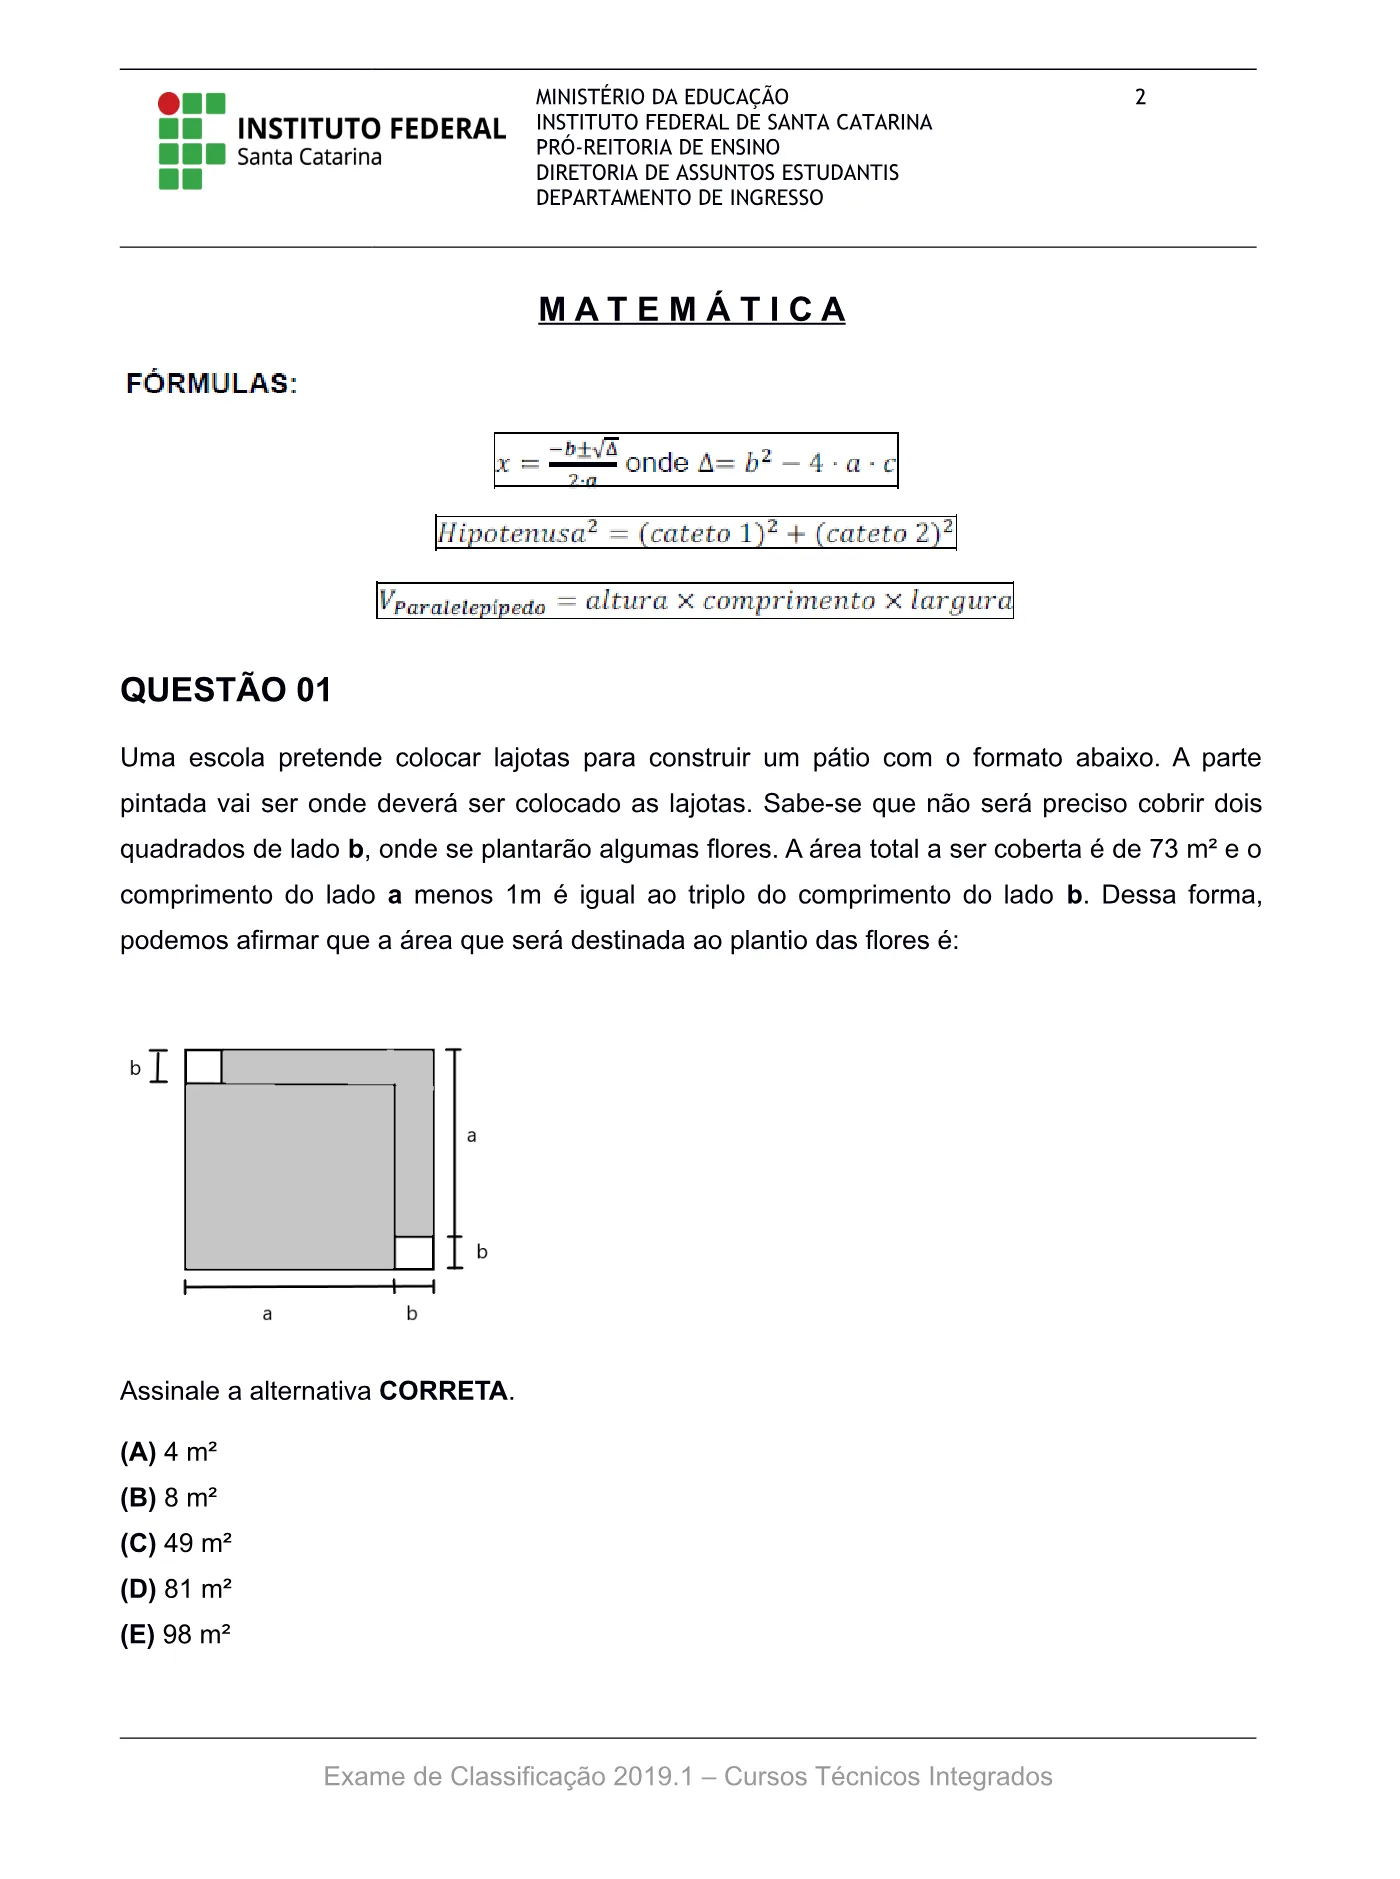 INSTITUTO FEDERAL
Santa Catarina
MINISTÉRIO DA EDUCAÇÃO
INSTITUTO FEDERAL DE SANTA CATARINA
PRÓ-REITORIA DE ENSINO
DIRETORIA DE ASSUNTOS ESTUDANTIS
DEPARTAMENTO DE INGRESSO
2
M A T E M Á T I C A
FÓRMULAS:
x = (−b±√Δ)/(2·a) onde Δ= b² − 4 · a · c
Hipotenusa² = (cateto 1)² + (cateto 2)²
V Paralelepípedo = altura × comprimento × largura
QUESTÃO 01
Uma escola pretende colocar lajotas para construir um pátio com o formato abaixo. A parte
pintada vai ser onde deverá ser colocado as lajotas. Sabe-se que não será preciso cobrir dois
quadrados de lado b, onde se plantarão algumas flores. A área total a ser coberta é de 73 m² e o
comprimento do lado a menos 1m é igual ao triplo do comprimento do lado b. Dessa forma,
podemos afirmar que a área que será destinada ao plantio das flores é:
b
a
b
a
b
Assinale a alternativa CORRETA.
(A) 4 m²
(B) 8 m²
(C) 49 m²
(D) 81 m²
(E) 98 m²
Exame de Classificação 2019.1 – Cursos Técnicos Integrados